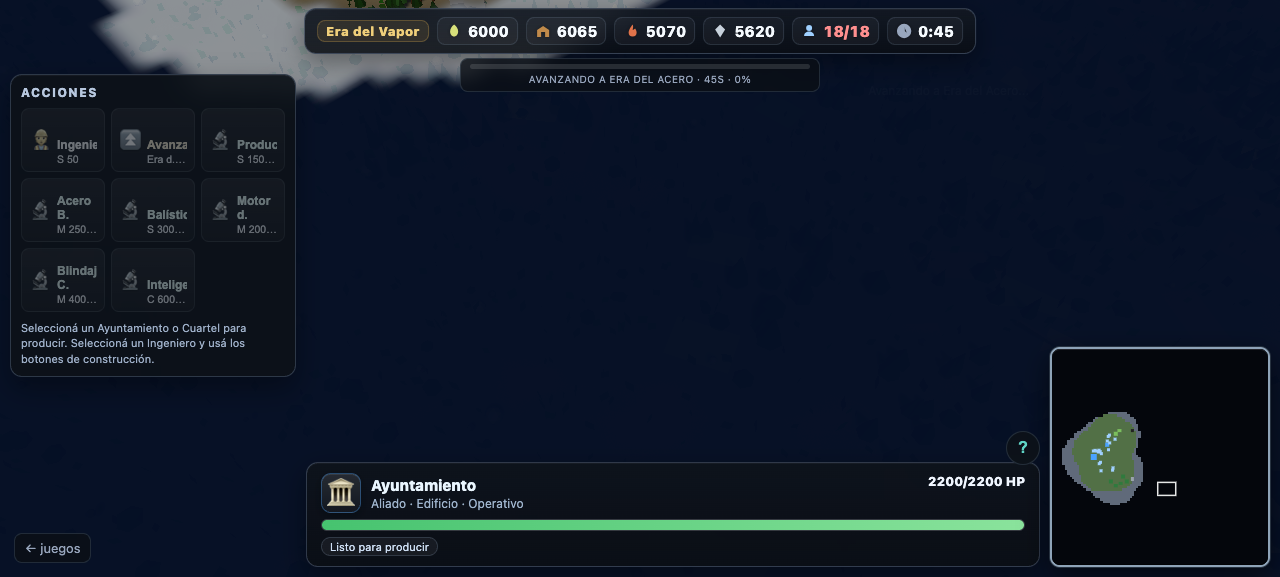 Era del Vapor 6000 6065 5070 5620 18/18 0:45
AVANZANDO A ERA DEL ACERO · 45S · 0%
ACCIONES
Ingenie
S 50
Avanza
Era d....
Produc
S 150...
Acero
B.
M 250...
Balístic
S 300...
Motor
d.
M 200...
Blindaj
C.
M 400...
Intelige
C 600...
Seleccioná un Ayuntamiento o Cuartel para
producir. Seleccioná un Ingeniero y usá los
botones de construcción.
?
Ayuntamiento
2200/2200 HP
Aliado · Edificio · Operativo
Listo para producir
← juegos